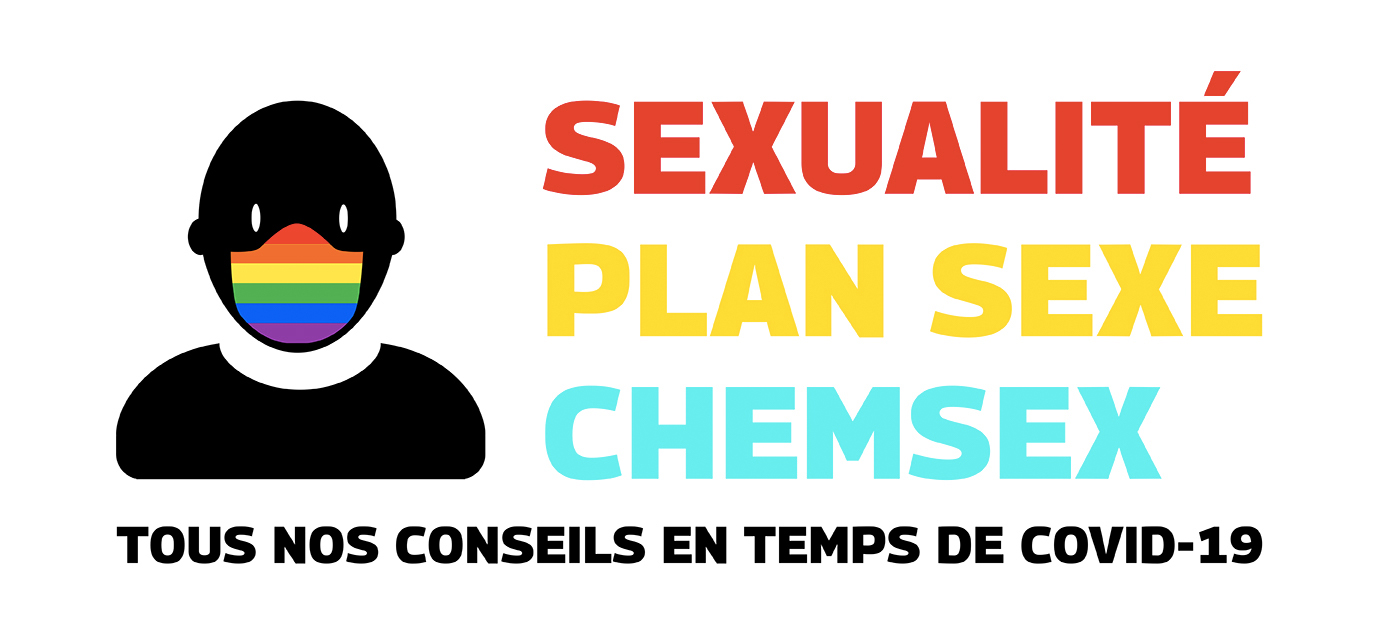 SEXUALITÉ
PLAN SEXE
CHEMSEX
TOUS NOS CONSEILS EN TEMPS DE COVID-19